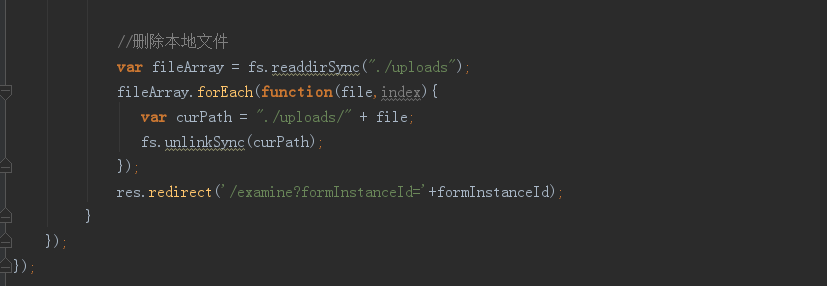 //删除本地文件
var fileArray = fs.readdirSync("./uploads");
fileArray.forEach(function(file,index){
var curPath = "./uploads/" + file;
fs.unlinkSync(curPath);
});
res.redirect('/examine?formInstanceId='+formInstanceId);
}
});
});